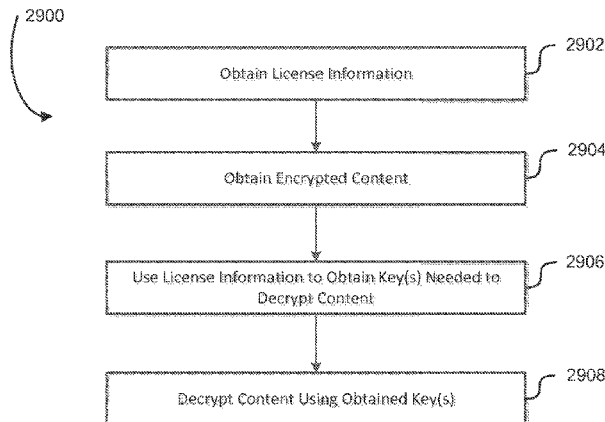 2900
2902
Obtain License Information
2904
Obtain Encrypted Content
2906
Use License Information to Obtain Key(s) Needed to
Decrypt Content
2908
Decrypt Content Using Obtained Key(s)